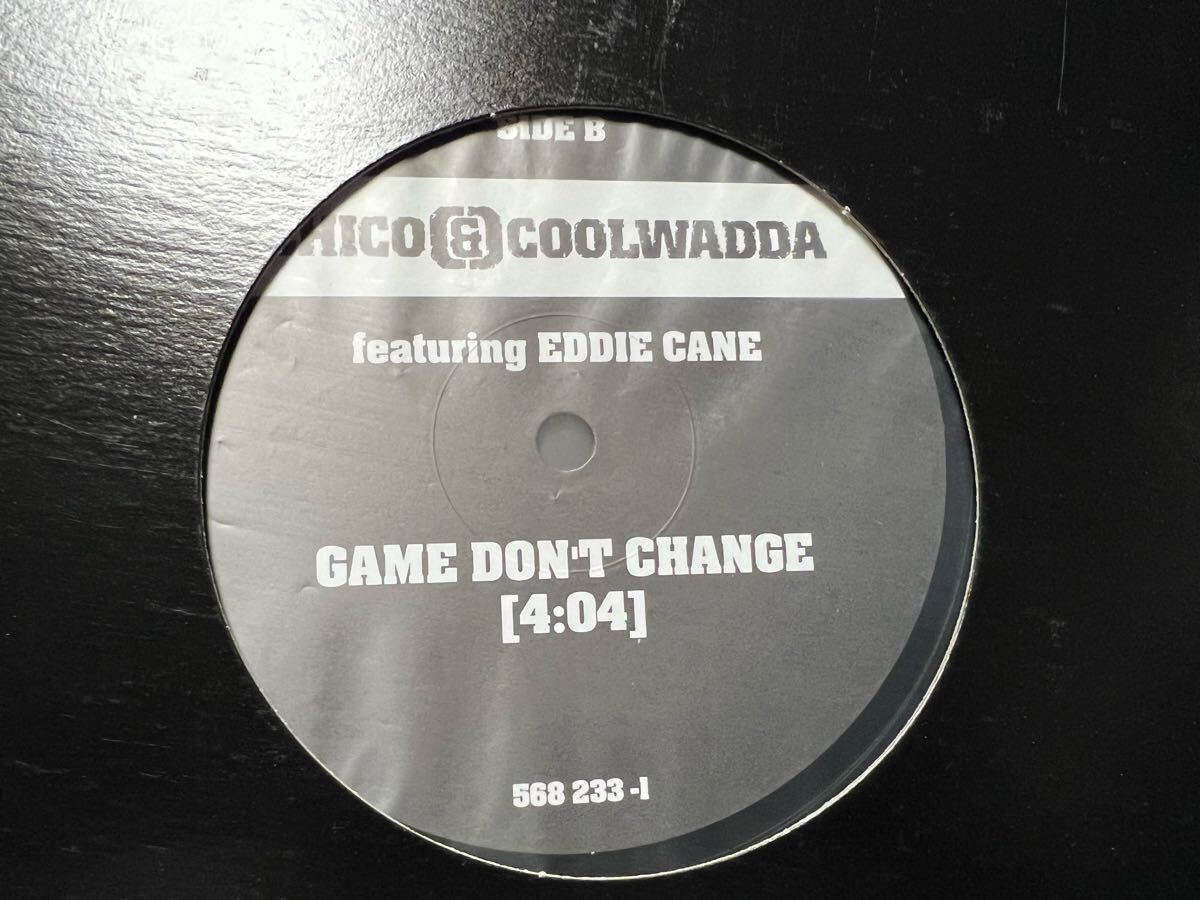 SIDE B
HICO & COOLWADDA
featuring EDDIE CANE
GAME DON'T CHANGE
[4:04]
568 233 -1